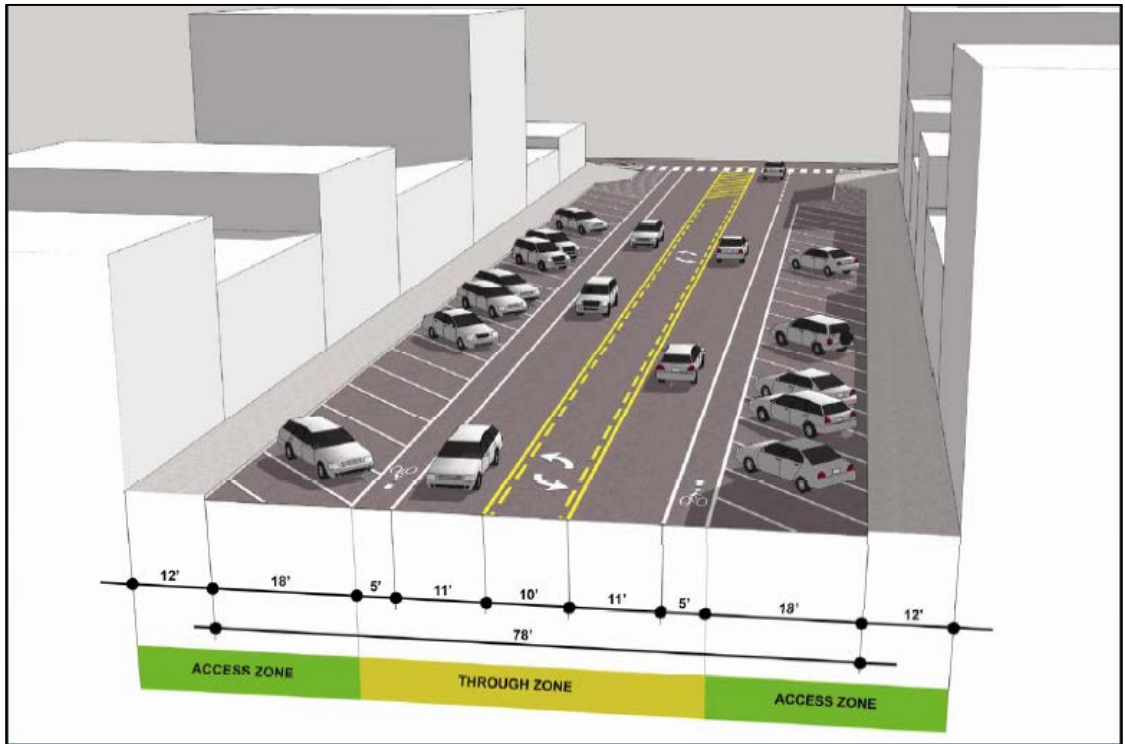 12' 18' 5' 11' 10' 11' 5' 18' 12'
78'
ACCESS ZONE THROUGH ZONE ACCESS ZONE